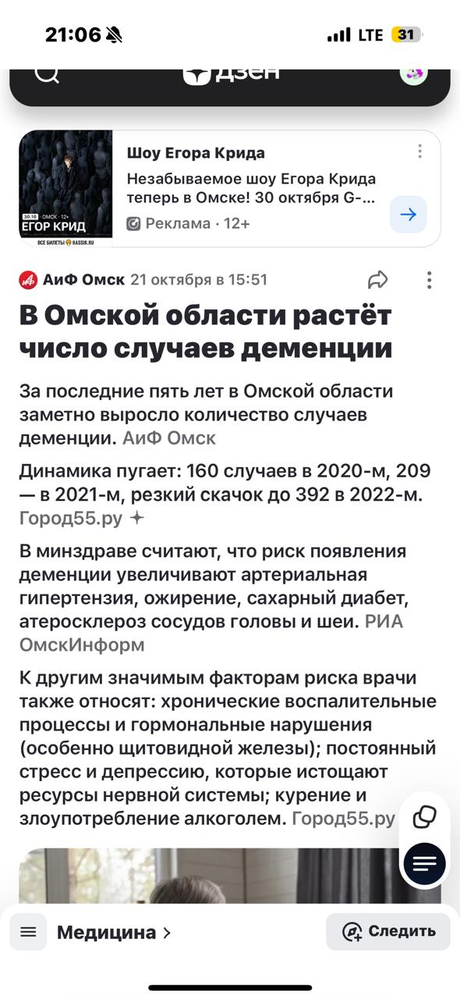 21:06
LTE
31
дзен
Шоу Егора Крида
Незабываемое шоу Егора Крида
теперь в Омске! 30 октября G-...
Реклама · 12+
30.10 · ОМСК · 12+
ЕГОР КРИД
ВСЕ БИЛЕТЫ KASSIR.RU
АиФ Омск 21 октября в 15:51
В Омской области растёт
число случаев деменции
За последние пять лет в Омской области
заметно выросло количество случаев
деменции. АиФ Омск
Динамика пугает: 160 случаев в 2020-м, 209
— в 2021-м, резкий скачок до 392 в 2022-м.
Город55.ру
В минздраве считают, что риск появления
деменции увеличивают артериальная
гипертензия, ожирение, сахарный диабет,
атеросклероз сосудов головы и шеи. РИА
ОмскИнформ
К другим значимым факторам риска врачи
также относят: хронические воспалительные
процессы и гормональные нарушения
(особенно щитовидной железы); постоянный
стресс и депрессию, которые истощают
ресурсы нервной системы; курение и
злоупотребление алкоголем. Город55.ру
Медицина
Следить